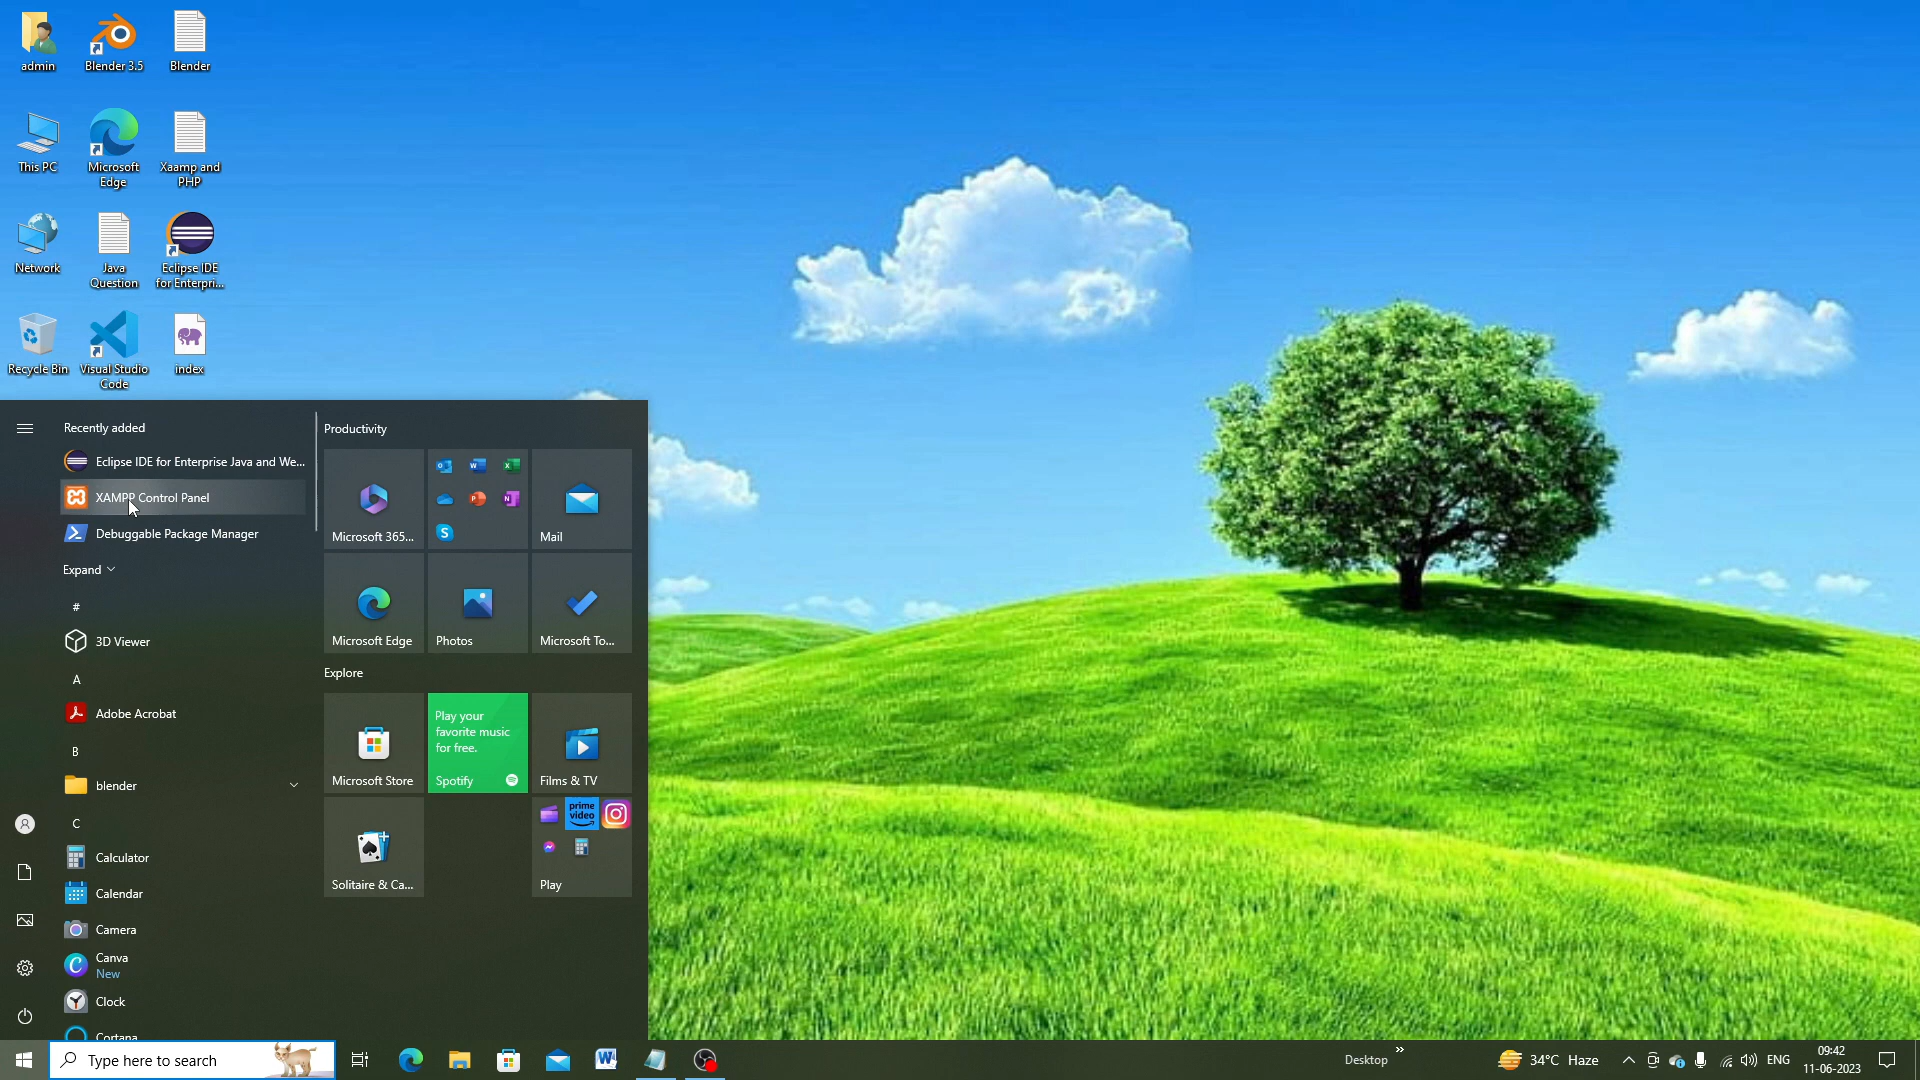 admin
Blender 3.5
Blender
This PC
Microsoft
Edge
Xaamp and
PHP
Network
Java
Question
Eclipse IDE
for Enterpri...
Recycle Bin
Visual Studio
Code
index
Recently added
Eclipse IDE for Enterprise Java and We...
XAMPP Control Panel
Debuggable Package Manager
Expand
#
3D Viewer
A
Adobe Acrobat
B
blender
C
Calculator
Calendar
Camera
Canva
New
Clock
Cortana
Productivity
Microsoft 365...
Mail
Microsoft Edge
Photos
Microsoft To...
Explore
Microsoft Store
Play your
favorite music
for free.
Spotify
Films & TV
Solitaire & Ca...
prime
video
Play
Type here to search
Desktop
34°C Haze
ENG
09:42
11-06-2023